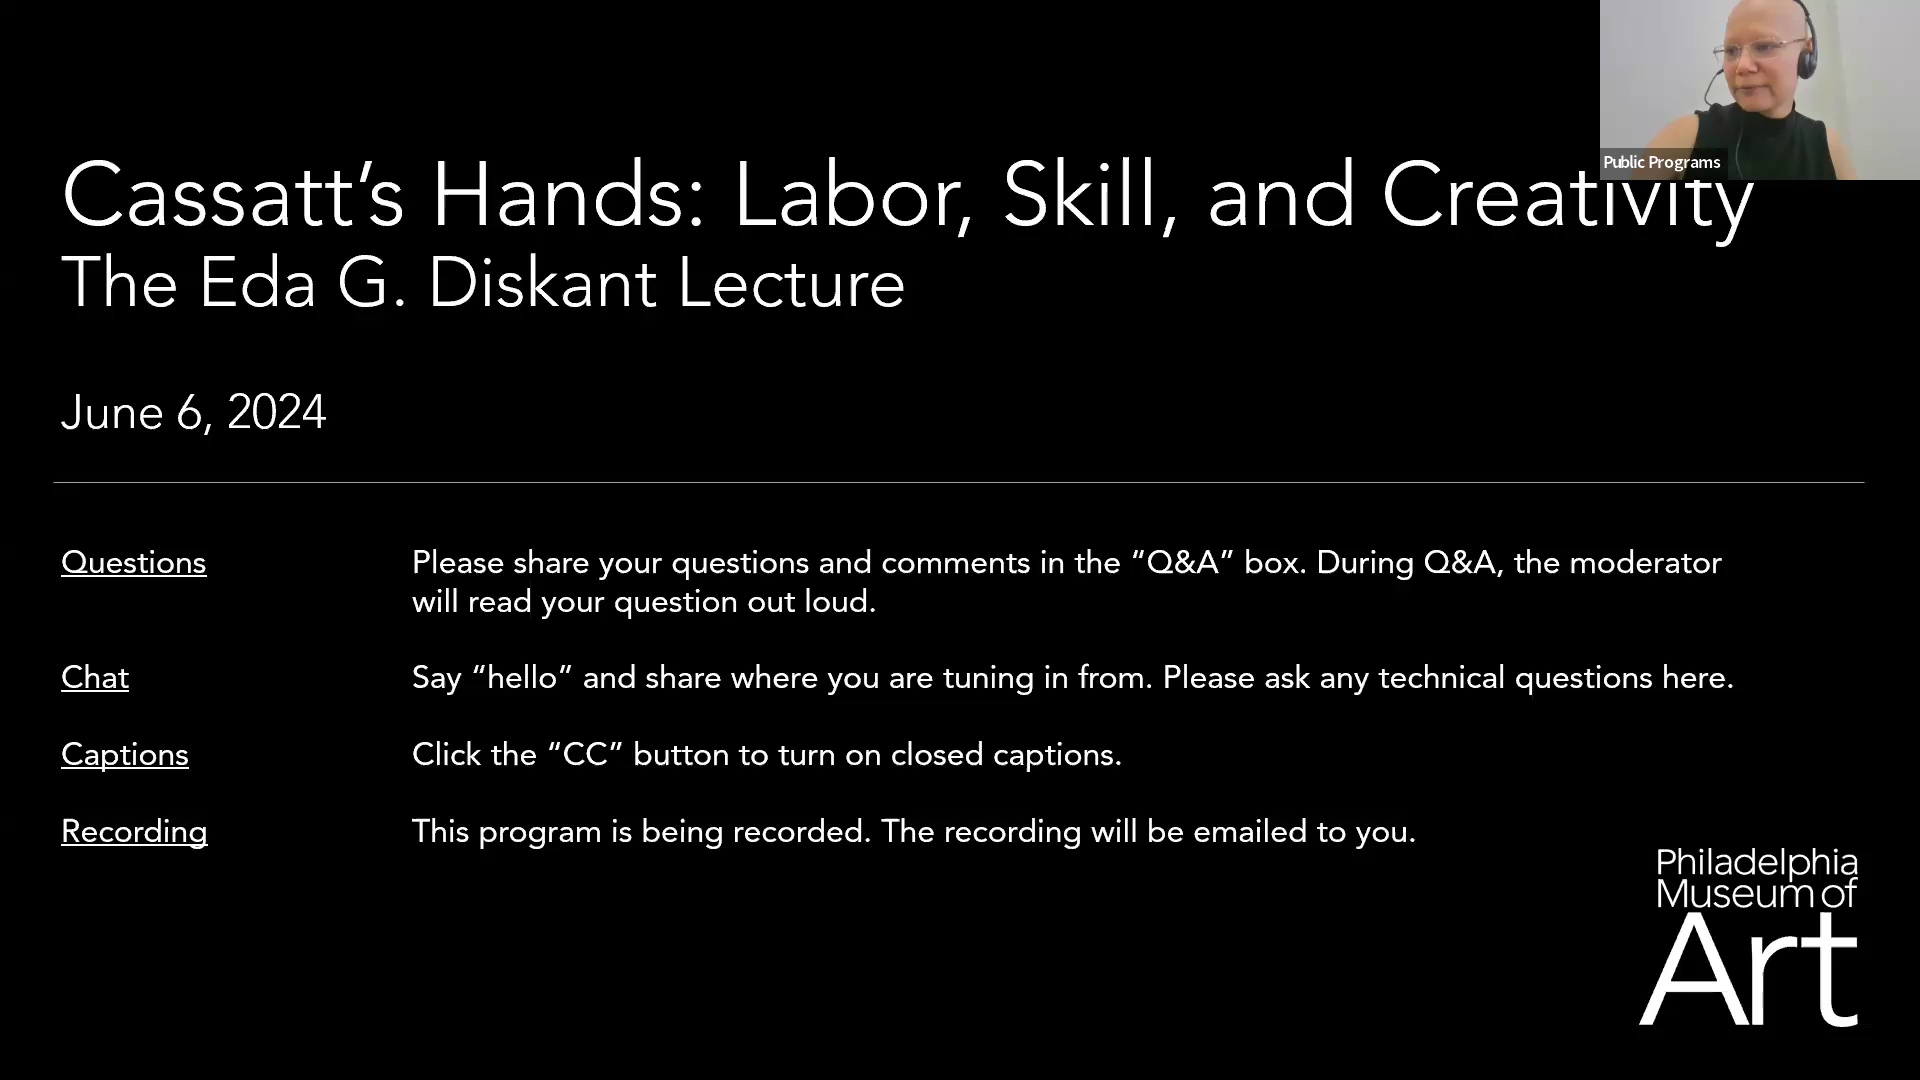 Public Programs
Cassatt’s Hands: Labor, Skill, and Creativity
The Eda G. Diskant Lecture
June 6, 2024
Questions
Please share your questions and comments in the “Q&A” box. During Q&A, the moderator
will read your question out loud.
Chat
Say “hello” and share where you are tuning in from. Please ask any technical questions here.
Captions
Click the “CC” button to turn on closed captions.
Recording
This program is being recorded. The recording will be emailed to you.
Philadelphia
Museum of
Art